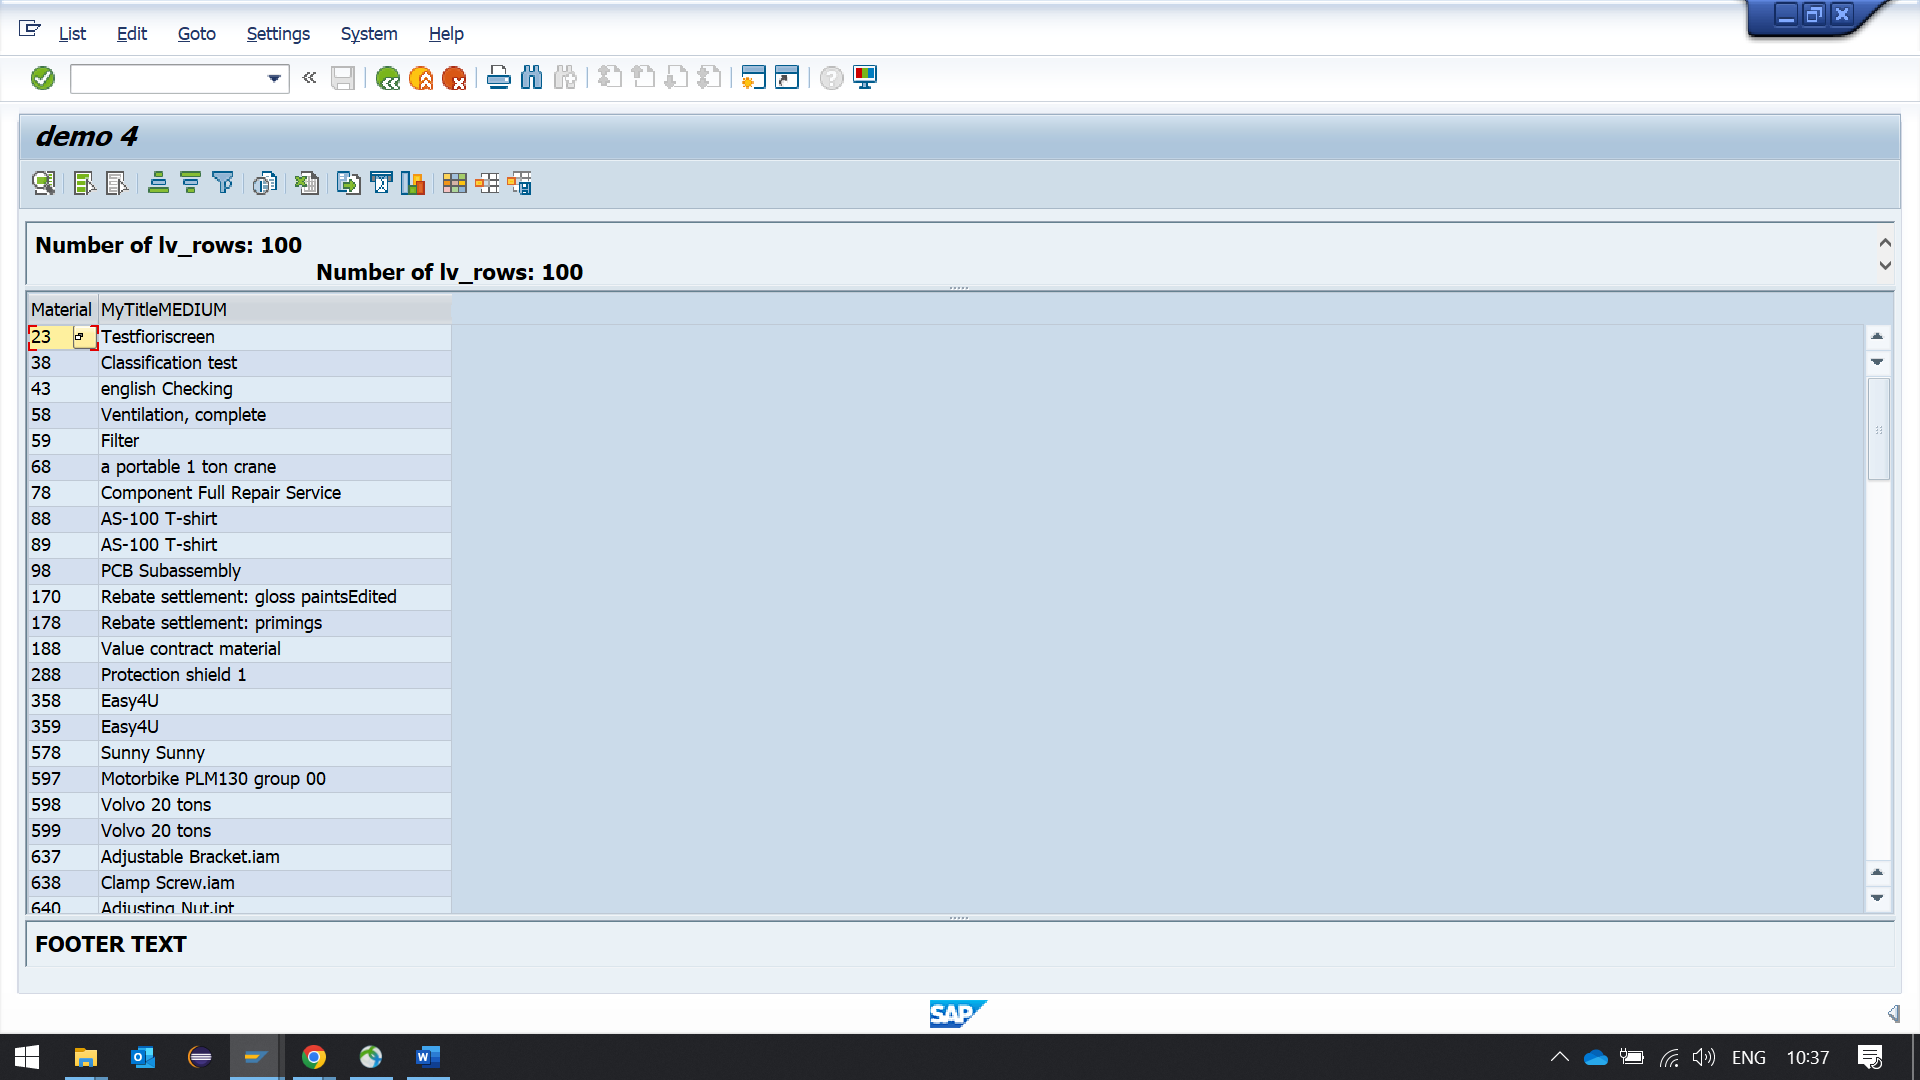 List Edit Goto Settings System Help
demo 4
Number of lv_rows: 100
Number of lv_rows: 100
Material MyTitleMEDIUM
23 Testfioriscreen
38 Classification test
43 english Checking
58 Ventilation, complete
59 Filter
68 a portable 1 ton crane
78 Component Full Repair Service
88 AS-100 T-shirt
89 AS-100 T-shirt
98 PCB Subassembly
170 Rebate settlement: gloss paintsEdited
178 Rebate settlement: primings
188 Value contract material
288 Protection shield 1
358 Easy4U
359 Easy4U
578 Sunny Sunny
597 Motorbike PLM130 group 00
598 Volvo 20 tons
599 Volvo 20 tons
637 Adjustable Bracket.iam
638 Clamp Screw.iam
640 Adjusting Nut.ipt
FOOTER TEXT
SAP
ENG 10:37